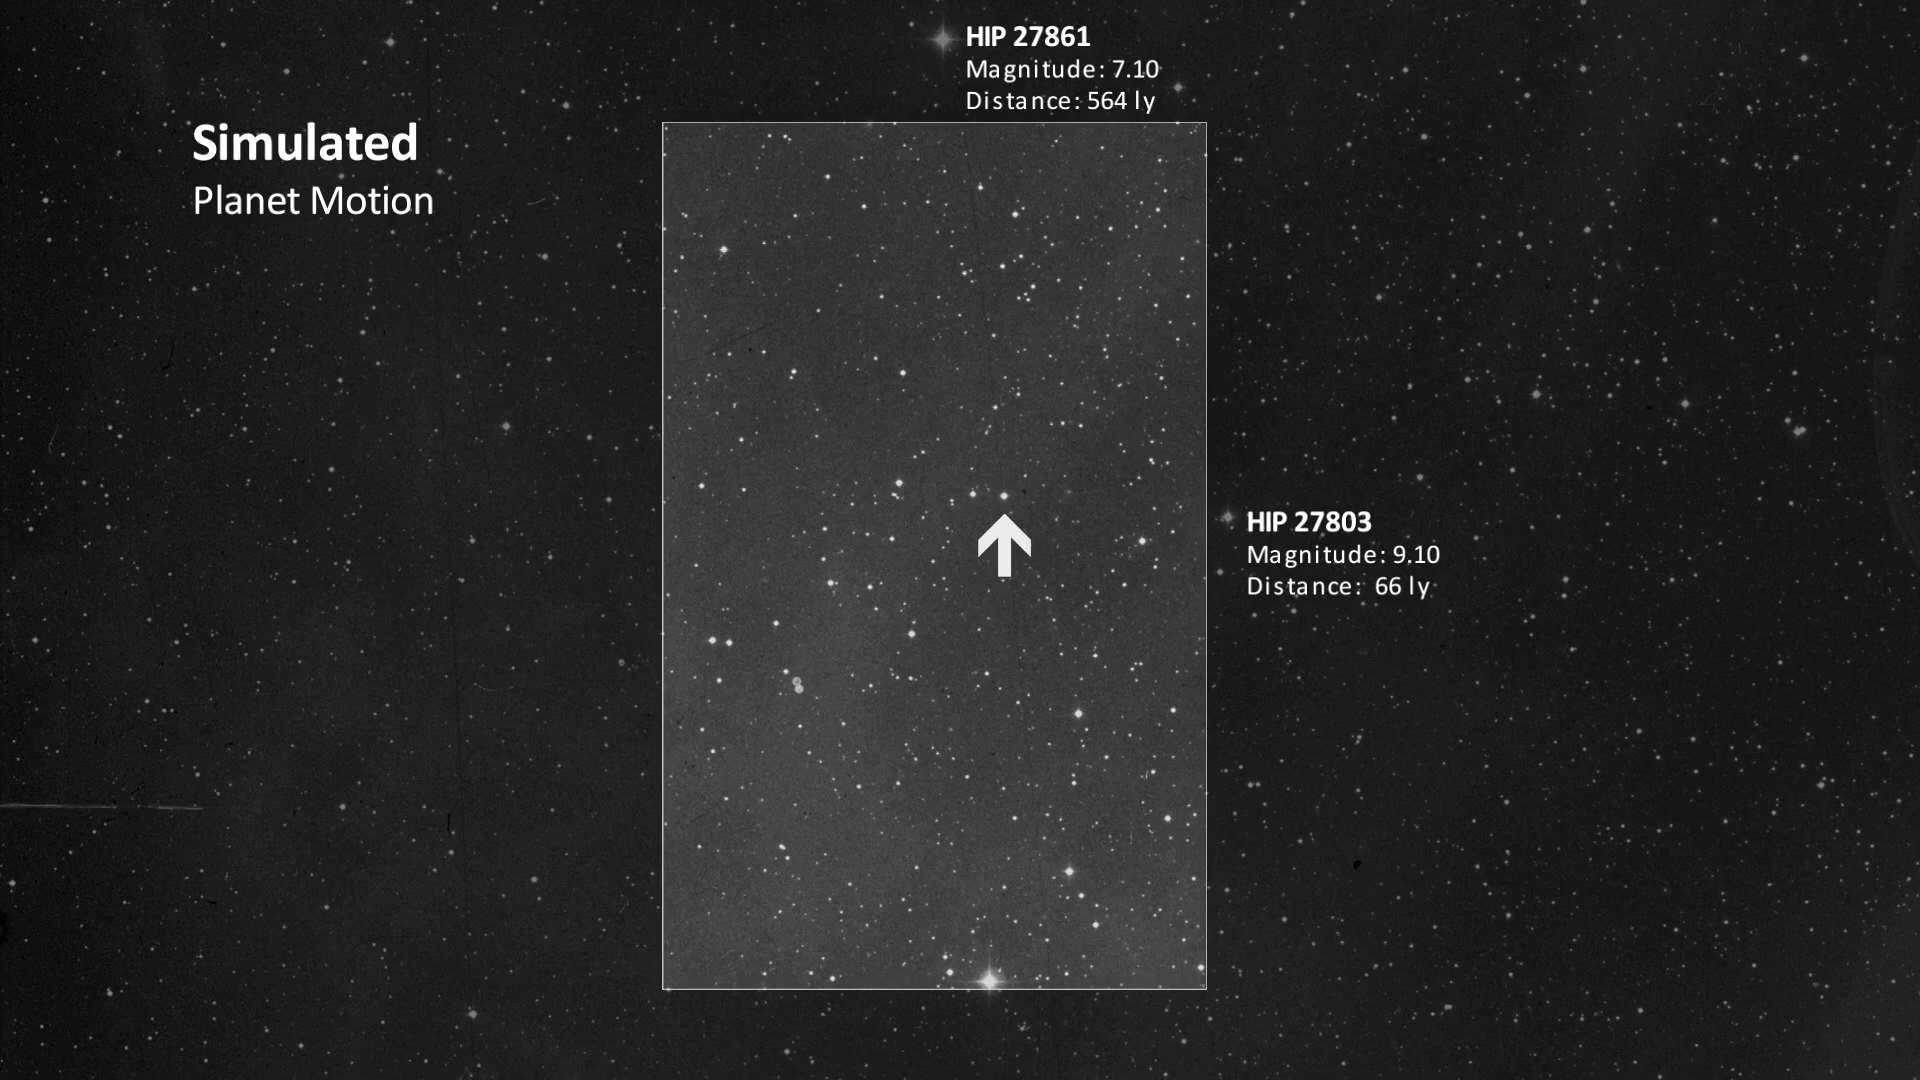 HIP 27861
Magnitude: 7.10
Distance: 564 ly
Simulated
Planet Motion
HIP 27803
Magnitude: 9.10
Distance: 66 ly